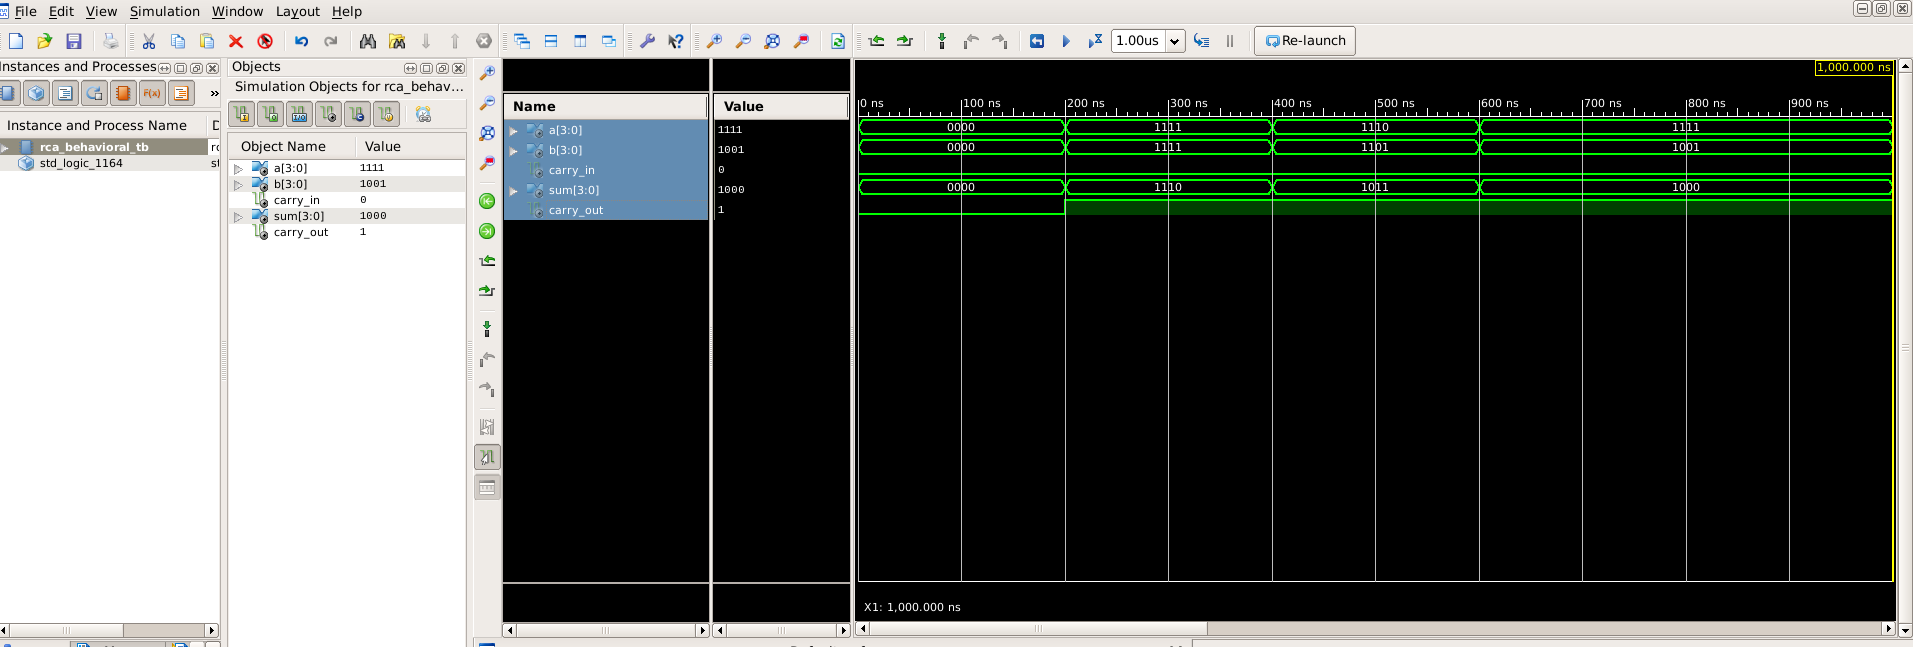 File Edit View Simulation Window Layout Help
1.00us Re-launch
Instances and Processes
F(x) »
Instance and Process Name D
rca_behavioral_tb
std_logic_1164
Objects
Simulation Objects for rca_behav...
Object Name Value
a[3:0] 1111
b[3:0] 1001
carry_in 0
sum[3:0] 1000
carry_out 1
Name Value
a[3:0] 1111
b[3:0] 1001
carry_in 0
sum[3:0] 1000
carry_out 1
1,000.000 ns
0 ns 100 ns 200 ns 300 ns 400 ns 500 ns 600 ns 700 ns 800 ns 900 ns
0000 1111 1110 1111
0000 1111 1101 1001
0000 1110 1011 1000
X1: 1,000.000 ns